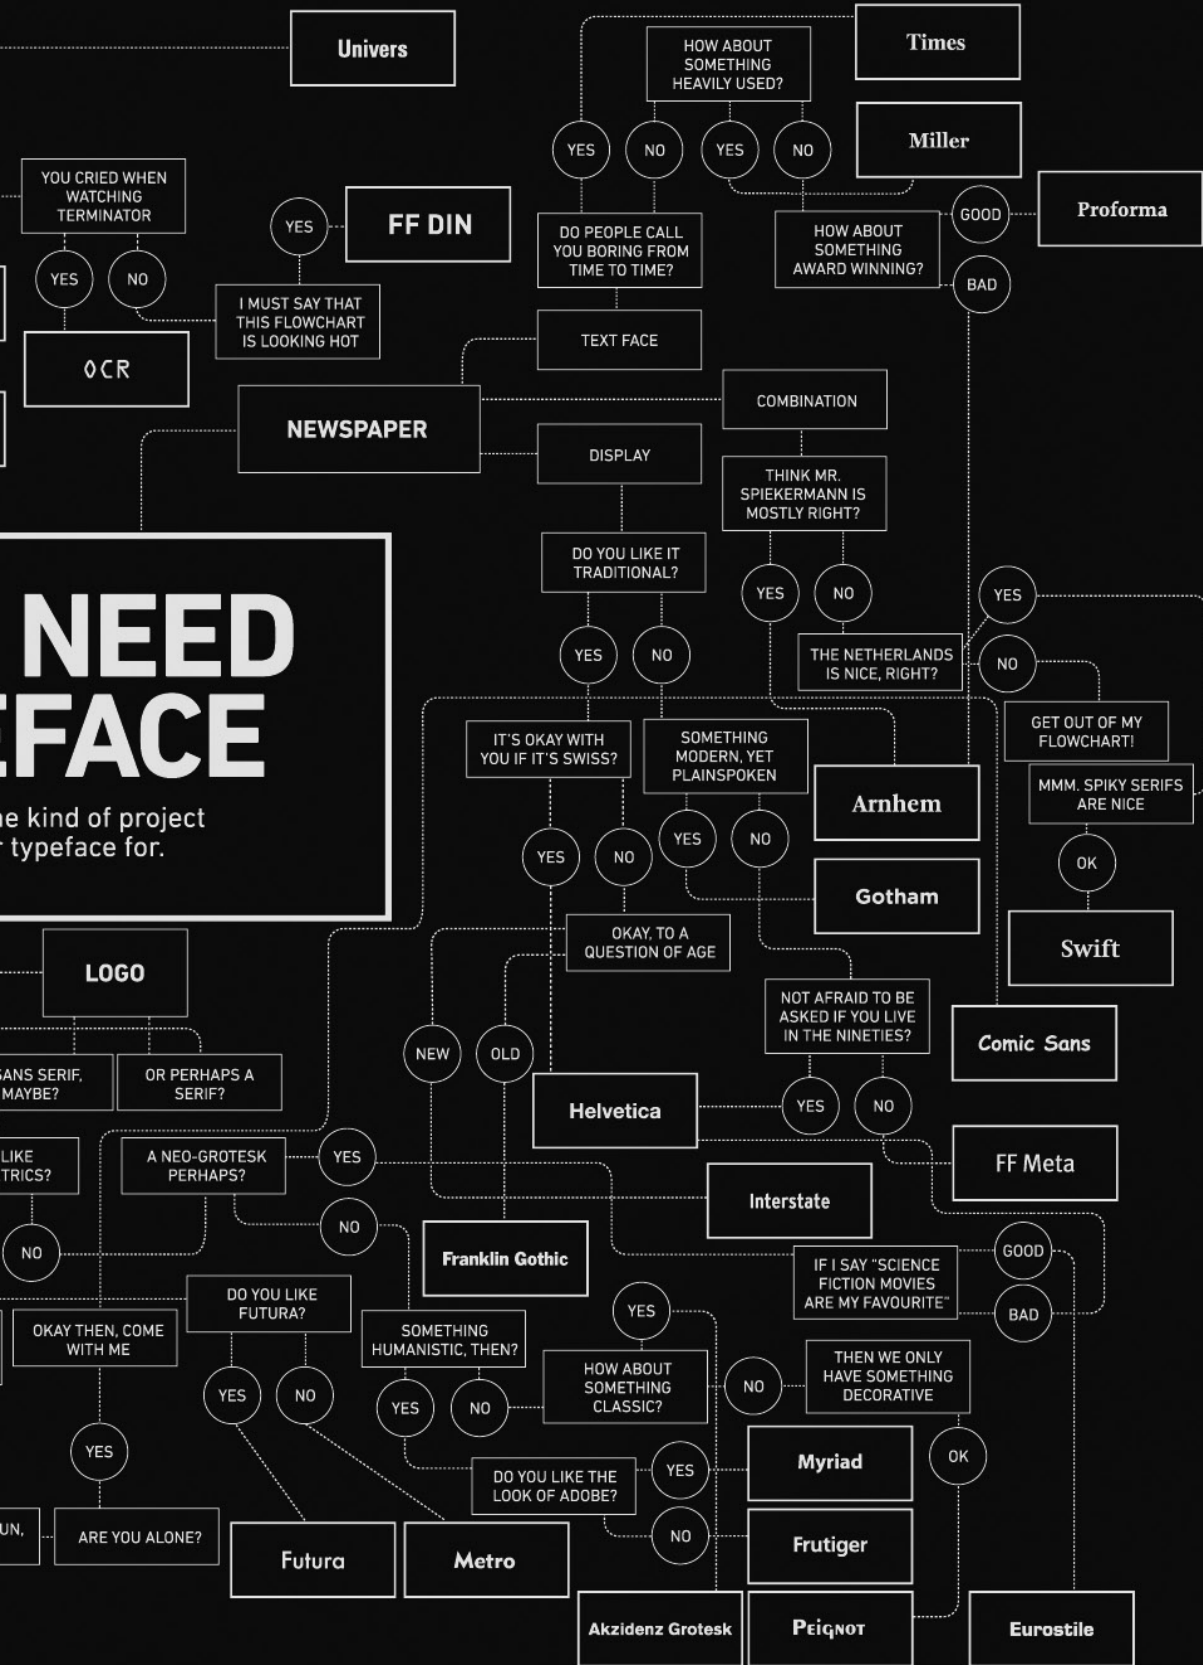 Univers
HOW ABOUT
SOMETHING
HEAVILY USED?
Times
YES
NO
YES
NO
Miller
YOU CRIED WHEN
WATCHING
TERMINATOR
YES
NO
OCR
YES
FF DIN
I MUST SAY THAT
THIS FLOWCHART
IS LOOKING HOT
DO PEOPLE CALL
YOU BORING FROM
TIME TO TIME?
HOW ABOUT
SOMETHING
AWARD WINNING?
GOOD
BAD
Proforma
TEXT FACE
NEWSPAPER
COMBINATION
DISPLAY
THINK MR.
SPIEKERMANN IS
MOSTLY RIGHT?
DO YOU LIKE IT
TRADITIONAL?
YES
NO
YES
NO
THE NETHERLANDS
IS NICE, RIGHT?
YES
NO
GET OUT OF MY
FLOWCHART!
MMM. SPIKY SERIFS
ARE NICE
OK
Swift
NEED
EFACE
he kind of project
r typeface for.
IT'S OKAY WITH
YOU IF IT'S SWISS?
SOMETHING
MODERN, YET
PLAINSPOKEN
Arnhem
YES
NO
YES
NO
Gotham
OKAY, TO A
QUESTION OF AGE
NEW
OLD
LOGO
SANS SERIF,
MAYBE?
OR PERHAPS A
SERIF?
NOT AFRAID TO BE
ASKED IF YOU LIVE
IN THE NINETIES?
Comic Sans
Helvetica
YES
NO
FF Meta
LIKE
TRICS?
NO
A NEO-GROTESK
PERHAPS?
YES
NO
Interstate
Franklin Gothic
IF I SAY "SCIENCE
FICTION MOVIES
ARE MY FAVOURITE"
GOOD
BAD
DO YOU LIKE
FUTURA?
OKAY THEN, COME
WITH ME
SOMETHING
HUMANISTIC, THEN?
YES
HOW ABOUT
SOMETHING
CLASSIC?
NO
THEN WE ONLY
HAVE SOMETHING
DECORATIVE
YES
NO
YES
NO
YES
OK
DO YOU LIKE THE
LOOK OF ADOBE?
YES
NO
Myriad
Frutiger
UN,
ARE YOU ALONE?
Futura
Metro
Akzidenz Grotesk
Peignot
Eurostile